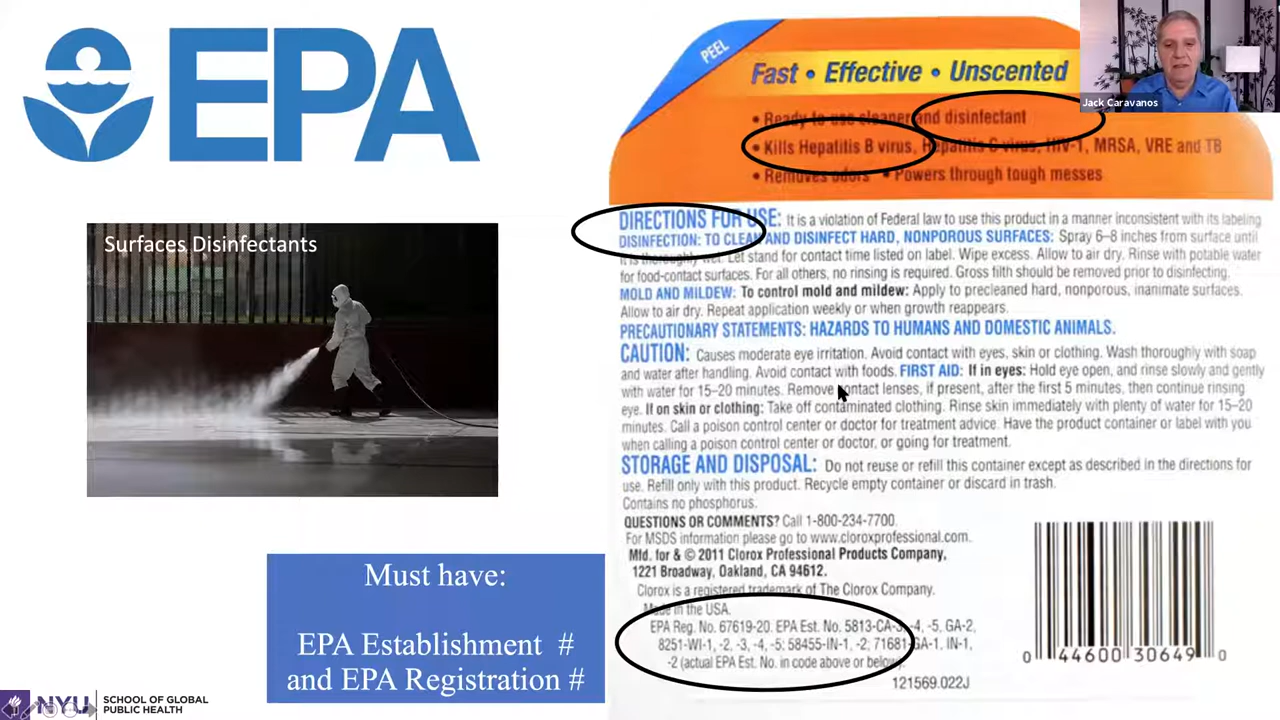 EPA
Surfaces Disinfectants
Must have:
EPA Establishment #
and EPA Registration #
NYU
SCHOOL OF GLOBAL
PUBLIC HEALTH
PEEL
Fast • Effective • Unscented
• Ready to use cleaner and disinfectant
• Kills Hepatitis B virus, Hepatitis C virus, HIV-1, MRSA, VRE and TB
• Removes odors • Powers through tough messes
Jack Caravanos
DIRECTIONS FOR USE: It is a violation of Federal law to use this product in a manner inconsistent with its labeling
DISINFECTION: TO CLEAN AND DISINFECT HARD, NONPOROUS SURFACES: Spray 6–8 inches from surface until
it is thoroughly wet. Let stand for contact time listed on label. Wipe excess. Allow to air dry. Rinse with potable water
for food-contact surfaces. For all others, no rinsing is required. Gross filth should be removed prior to disinfecting.
MOLD AND MILDEW: To control mold and mildew: Apply to precleaned hard, nonporous, inanimate surfaces.
Allow to air dry. Repeat application weekly or when growth reappears.
PRECAUTIONARY STATEMENTS: HAZARDS TO HUMANS AND DOMESTIC ANIMALS.
CAUTION: Causes moderate eye irritation. Avoid contact with eyes, skin or clothing. Wash thoroughly with soap
and water after handling. Avoid contact with foods. FIRST AID: If in eyes: Hold eye open, and rinse slowly and gently
with water for 15–20 minutes. Remove contact lenses, if present, after the first 5 minutes, then continue rinsing
eye. If on skin or clothing: Take off contaminated clothing. Rinse skin immediately with plenty of water for 15–20
minutes. Call a poison control center or doctor for treatment advice. Have the product container or label with you
when calling a poison control center or doctor, or going for treatment.
STORAGE AND DISPOSAL: Do not reuse or refill this container except as described in the directions for
use. Refill only with this product. Recycle empty container or discard in trash.
Contains no phosphorus.
QUESTIONS OR COMMENTS? Call 1-800-234-7700.
For MSDS information please go to www.cloroxprofessional.com.
Mfd. for & © 2011 Clorox Professional Products Company,
1221 Broadway, Oakland, CA 94612.
Clorox is a registered trademark of The Clorox Company.
Made in the USA.
EPA Reg. No. 67619-20. EPA Est. No. 5813-CA-3, -4, -5, GA-2,
8251-WI-1, -2, -3, -4, -5; 58455-IN-1, -2; 71681-GA-1, IN-1,
-2 (actual EPA Est. No. in code above or below).
121569.022J
0 44600 30649 0